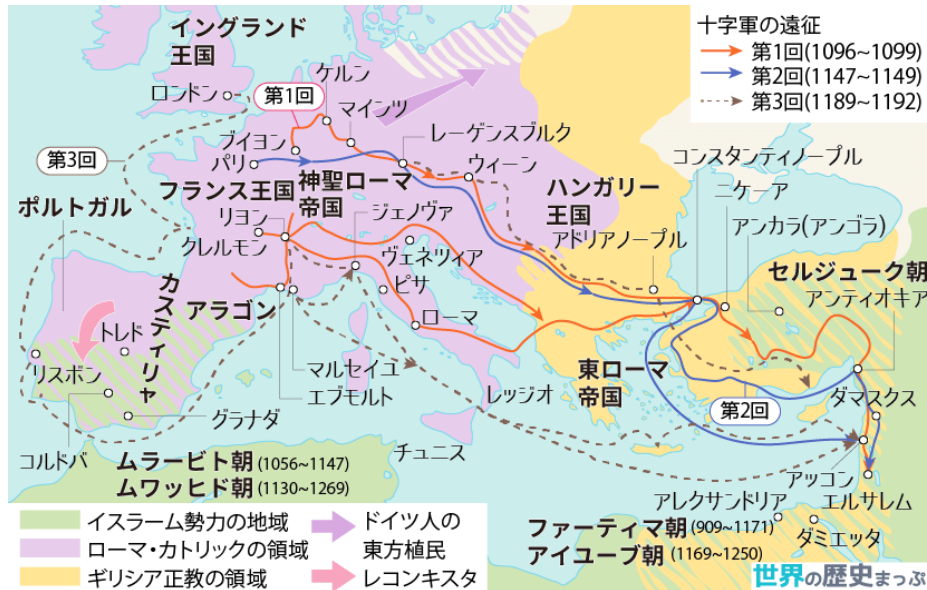 十字軍の遠征
第1回(1096~1099)
第2回(1147~1149)
第3回(1189~1192)
イングランド
王国
ロンドン
ケルン
第1回
マインツ
ブイヨン
パリ
レーゲンスブルク
ウィーン
コンスタンティノープル
ニケーア
第3回
フランス王国
神聖ローマ
帝国
ハンガリー
王国
アンカラ(アンゴラ)
ポルトガル
リヨン
クレルモン
ジェノヴァ
ヴェネツィア
ピサ
アドリアノープル
セルジューク朝
アンティオキア
カスティリャ
アラゴン
ローマ
トレド
リスボン
マルセイユ
エブモルト
レッジオ
東ローマ
帝国
第2回
ダマスクス
グラナダ
コルドバ
チュニス
アッコン
エルサレム
ムラービト朝(1056~1147)
ムワッヒド朝(1130~1269)
アレクサンドリア
ダミエッタ
ファーティマ朝(909~1171)
アイユーブ朝(1169~1250)
イスラーム勢力の地域
ローマ・カトリックの領域
ギリシア正教の領域
ドイツ人の
東方植民
レコンキスタ
世界の歴史まっぷ